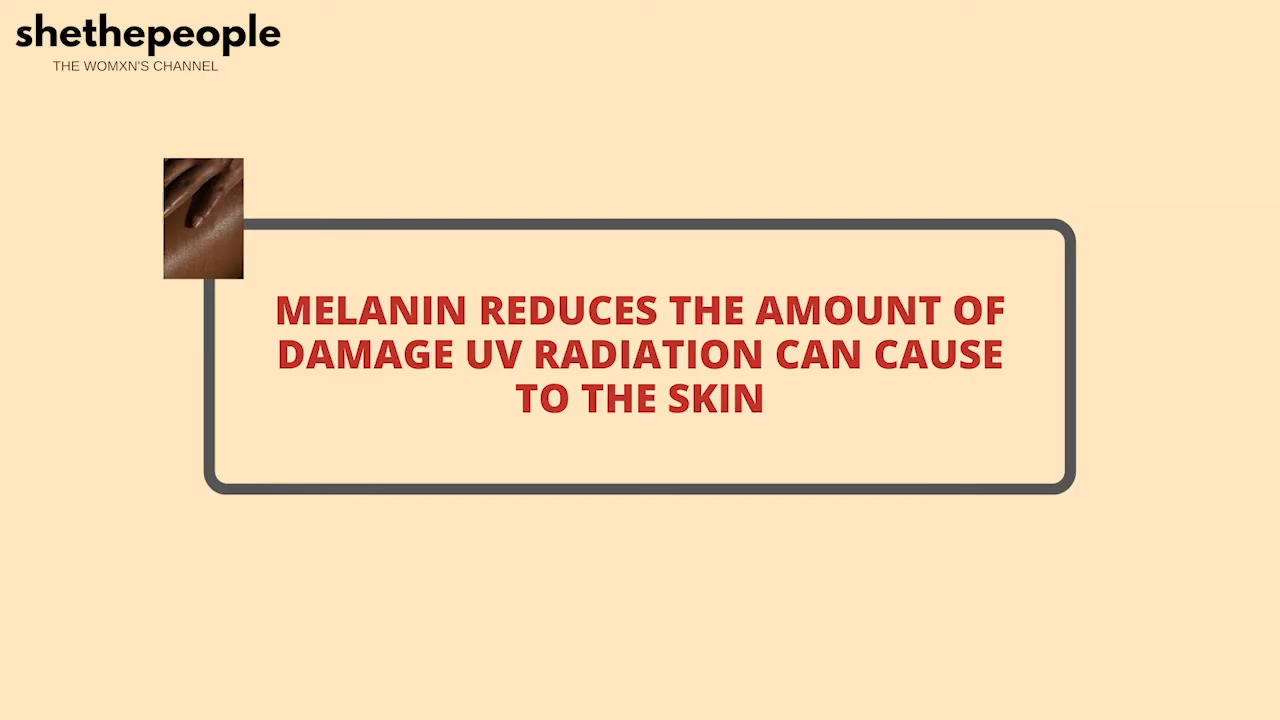 shethepeople
THE WOMXN'S CHANNEL
MELANIN REDUCES THE AMOUNT OF
DAMAGE UV RADIATION CAN CAUSE
TO THE SKIN